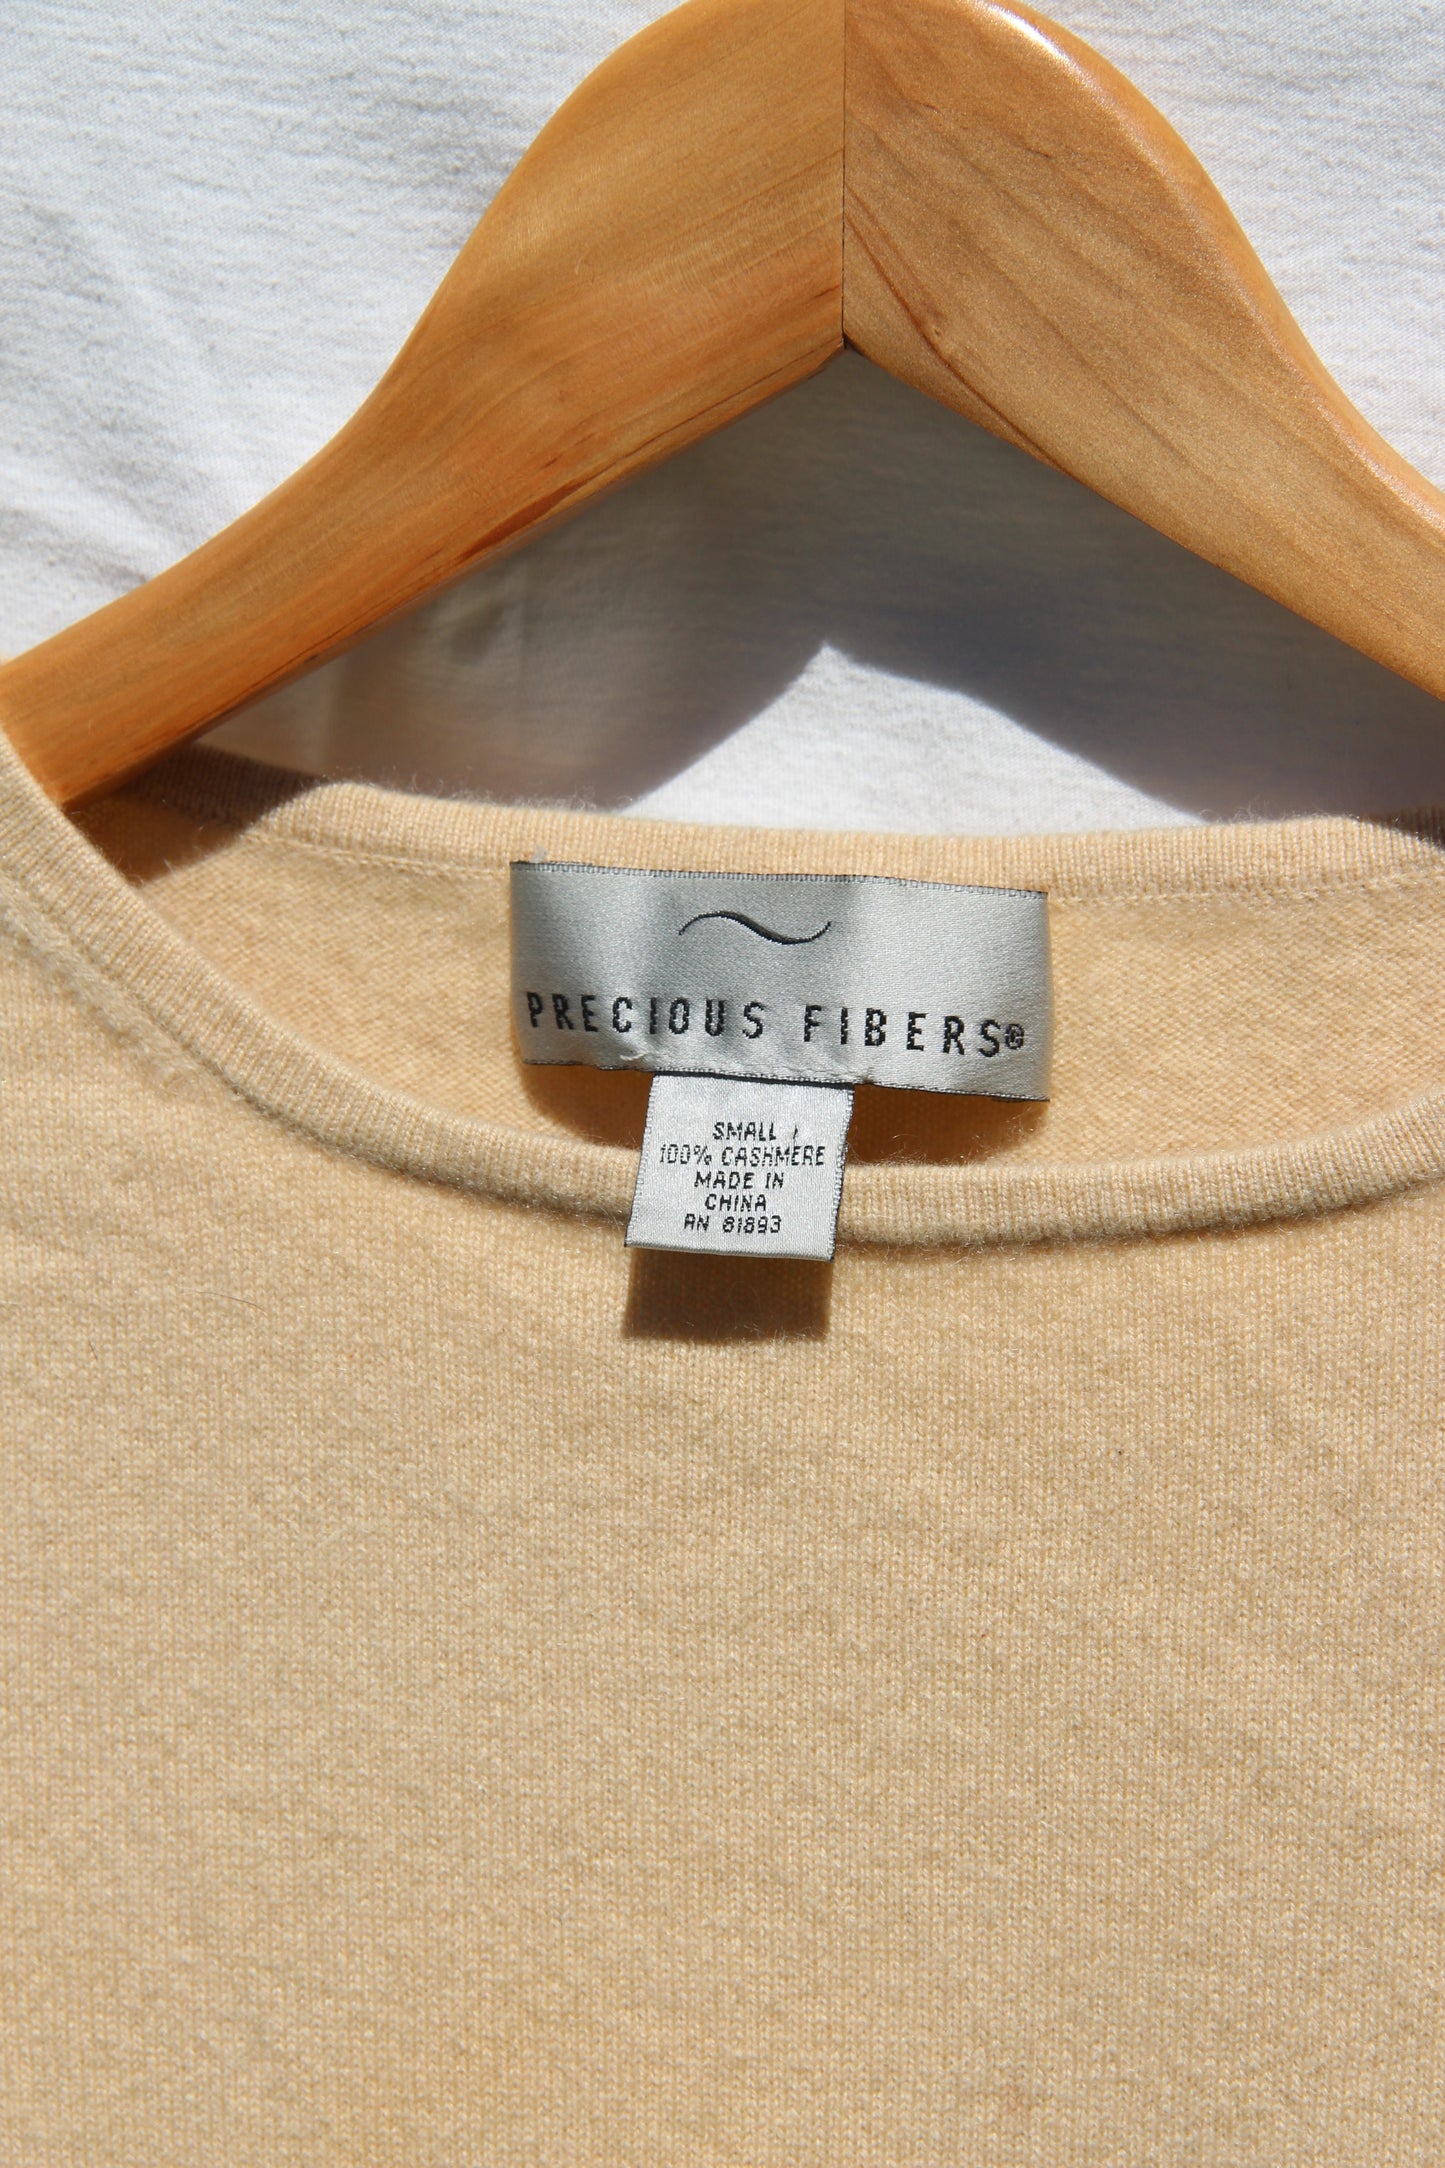 PRECIOUS FIBERS®
SMALL
100% CASHMERE
MADE IN
CHINA
RN 81893